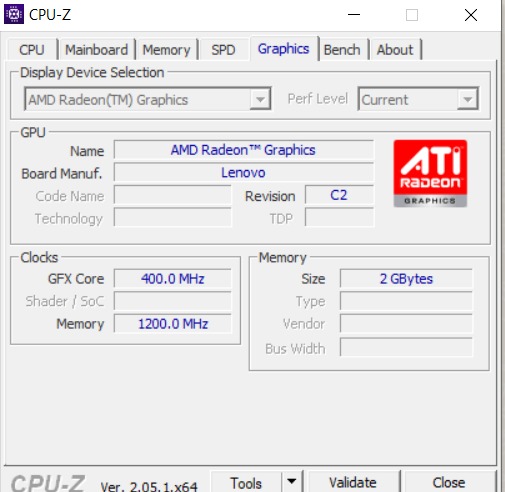 CPU-Z
CPU Mainboard Memory SPD Graphics Bench About
Display Device Selection
AMD Radeon(TM) Graphics Perf Level Current
GPU
Name AMD Radeon™ Graphics
Board Manuf. Lenovo
Code Name Revision C2
Technology TDP
ATI
RADEON
GRAPHICS
Clocks
GFX Core 400.0 MHz
Shader / SoC
Memory 1200.0 MHz
Memory
Size 2 GBytes
Type
Vendor
Bus Width
CPU-Z Ver. 2.05.1.x64 Tools Validate Close